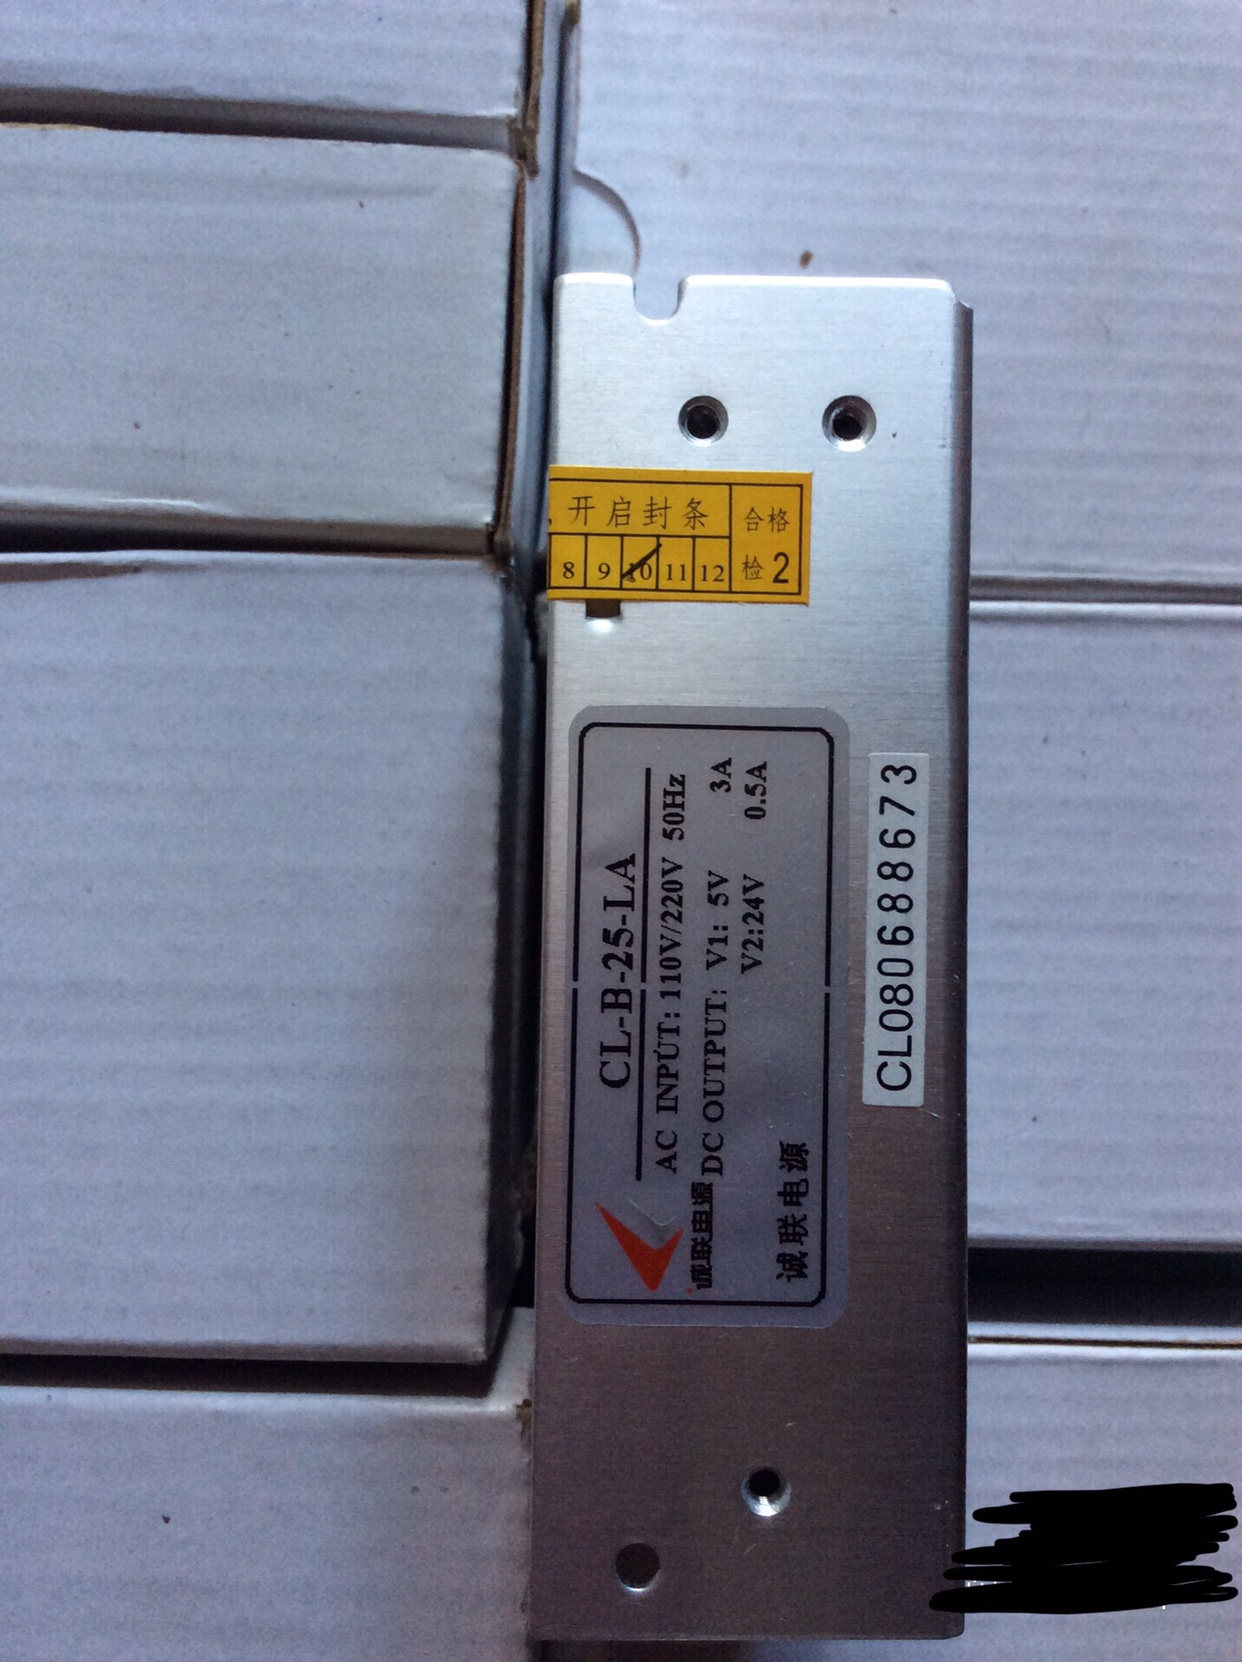 开启封条
合格
8 9 10 11 12
检2
CL-B-25-LA
AC INPUT: 110V/220V 50Hz
DC OUTPUT: V1: 5V 3A
V2:24V 0.5A
诚联电源
诚联电源
CL080688673